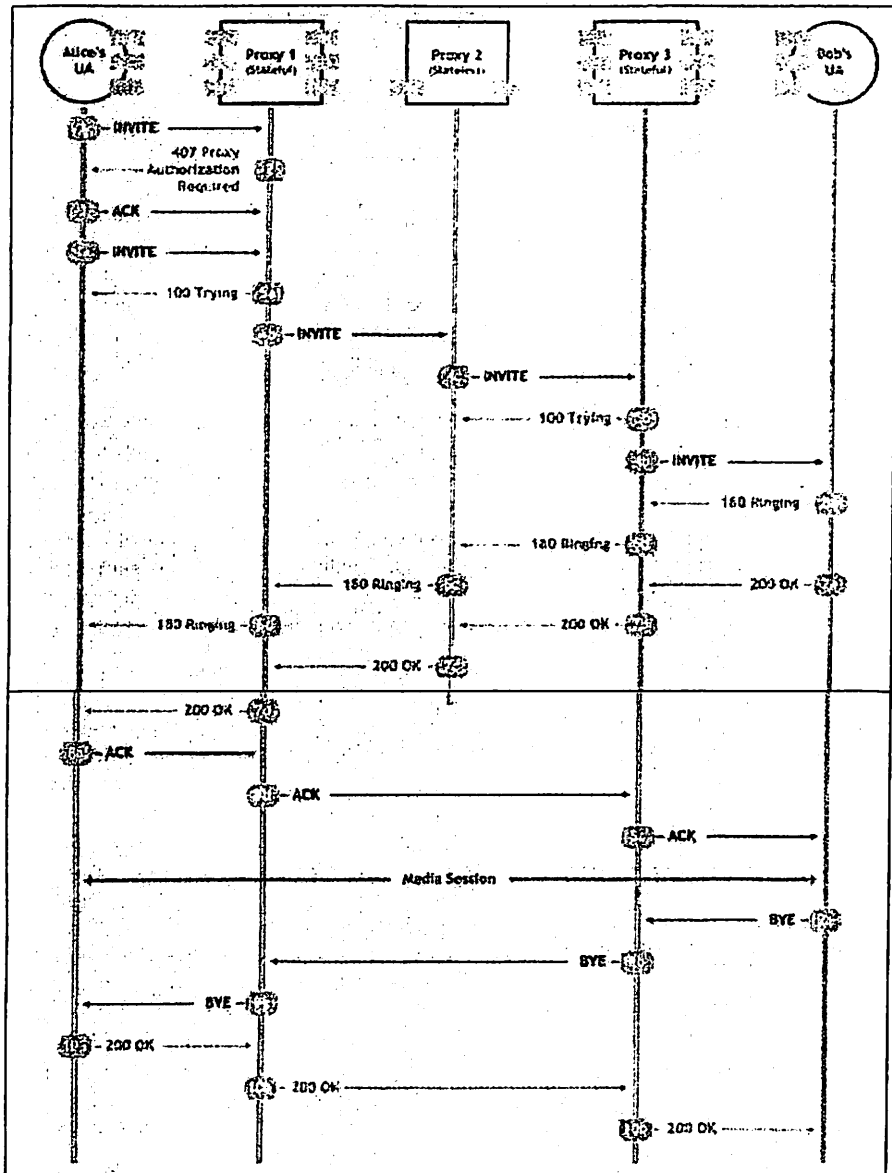 Alice's UA
Proxy 1 (Stateful)
Proxy 2 (Stateless)
Proxy 3 (Stateful)
Bob's UA
INVITE
407 Proxy
Authorization
Required
ACK
INVITE
100 Trying
INVITE
INVITE
100 Trying
INVITE
180 Ringing
180 Ringing
180 Ringing
200 OK
180 Ringing
200 OK
200 OK
200 OK
ACK
ACK
ACK
Media Session
BYE
BYE
BYE
200 OK
200 OK
200 OK